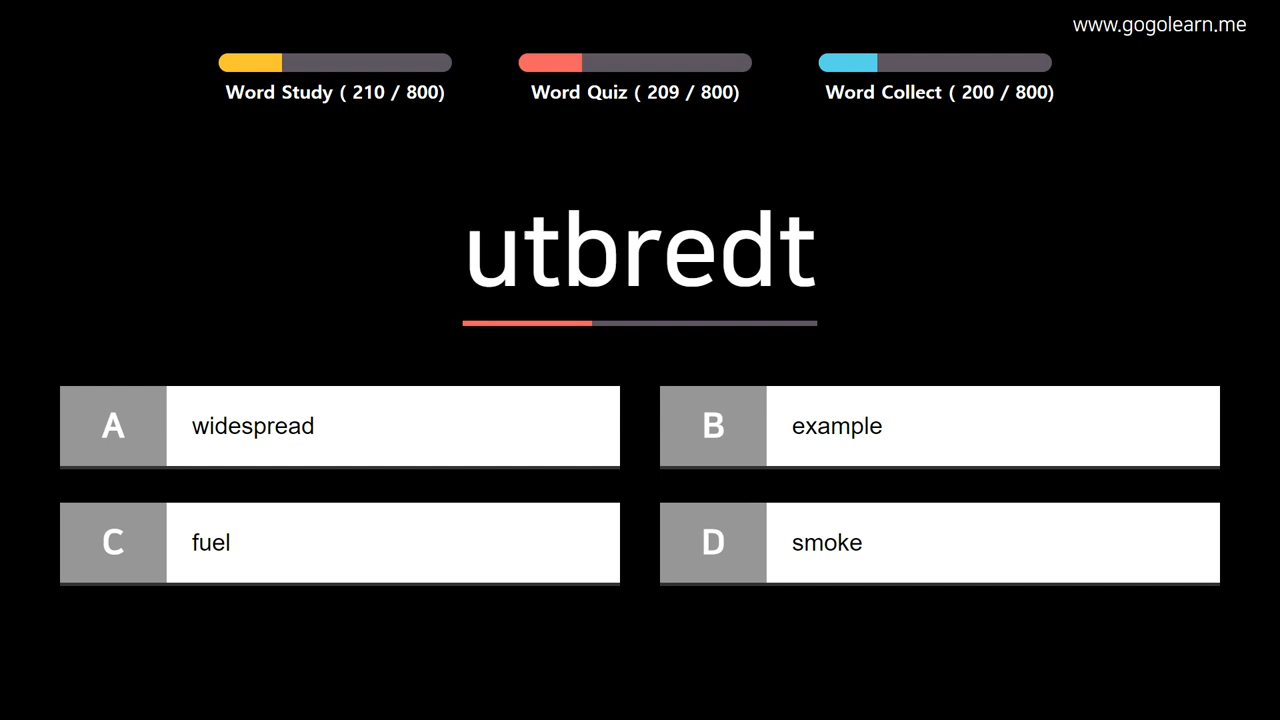 www.gogolearn.me
Word Study ( 210 / 800)
Word Quiz ( 209 / 800)
Word Collect ( 200 / 800)
utbredt
A widespread
B example
C fuel
D smoke